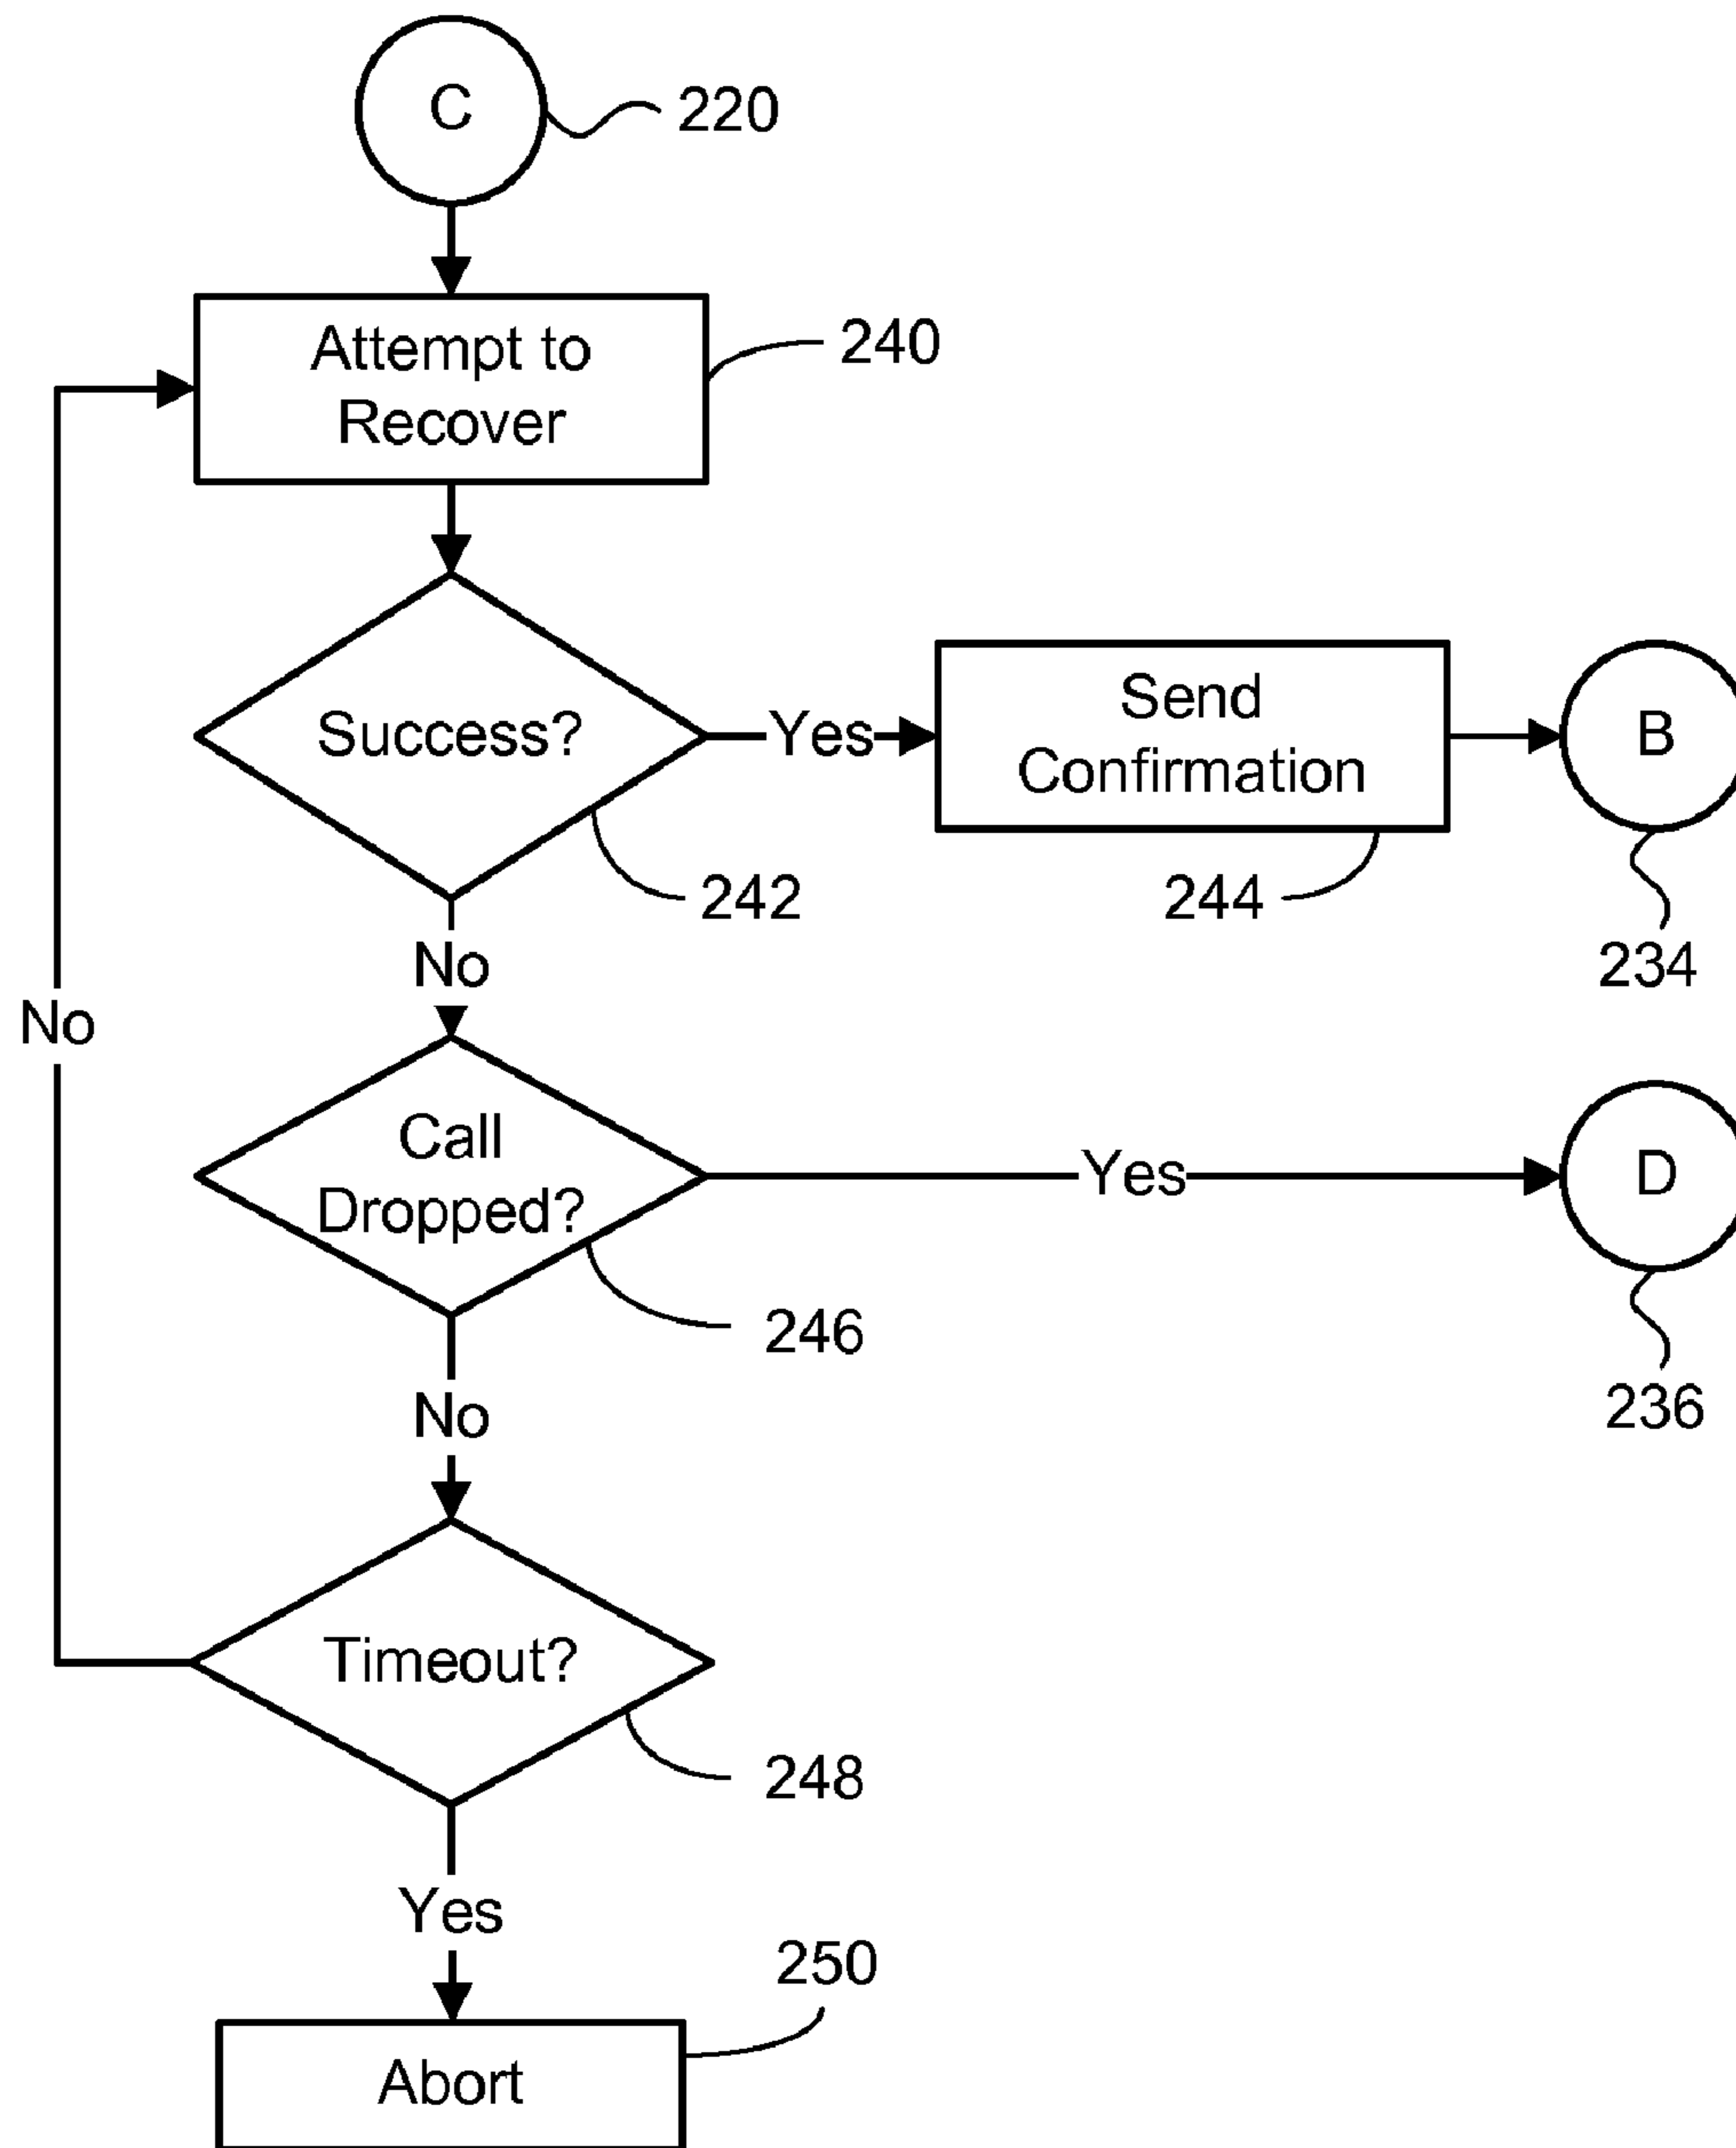 C
220
Attempt to
Recover
240
Success?
Yes
Send
Confirmation
B
242
244
No
234
No
Call
Dropped?
Yes
D
246
236
No
Timeout?
248
Yes
250
Abort